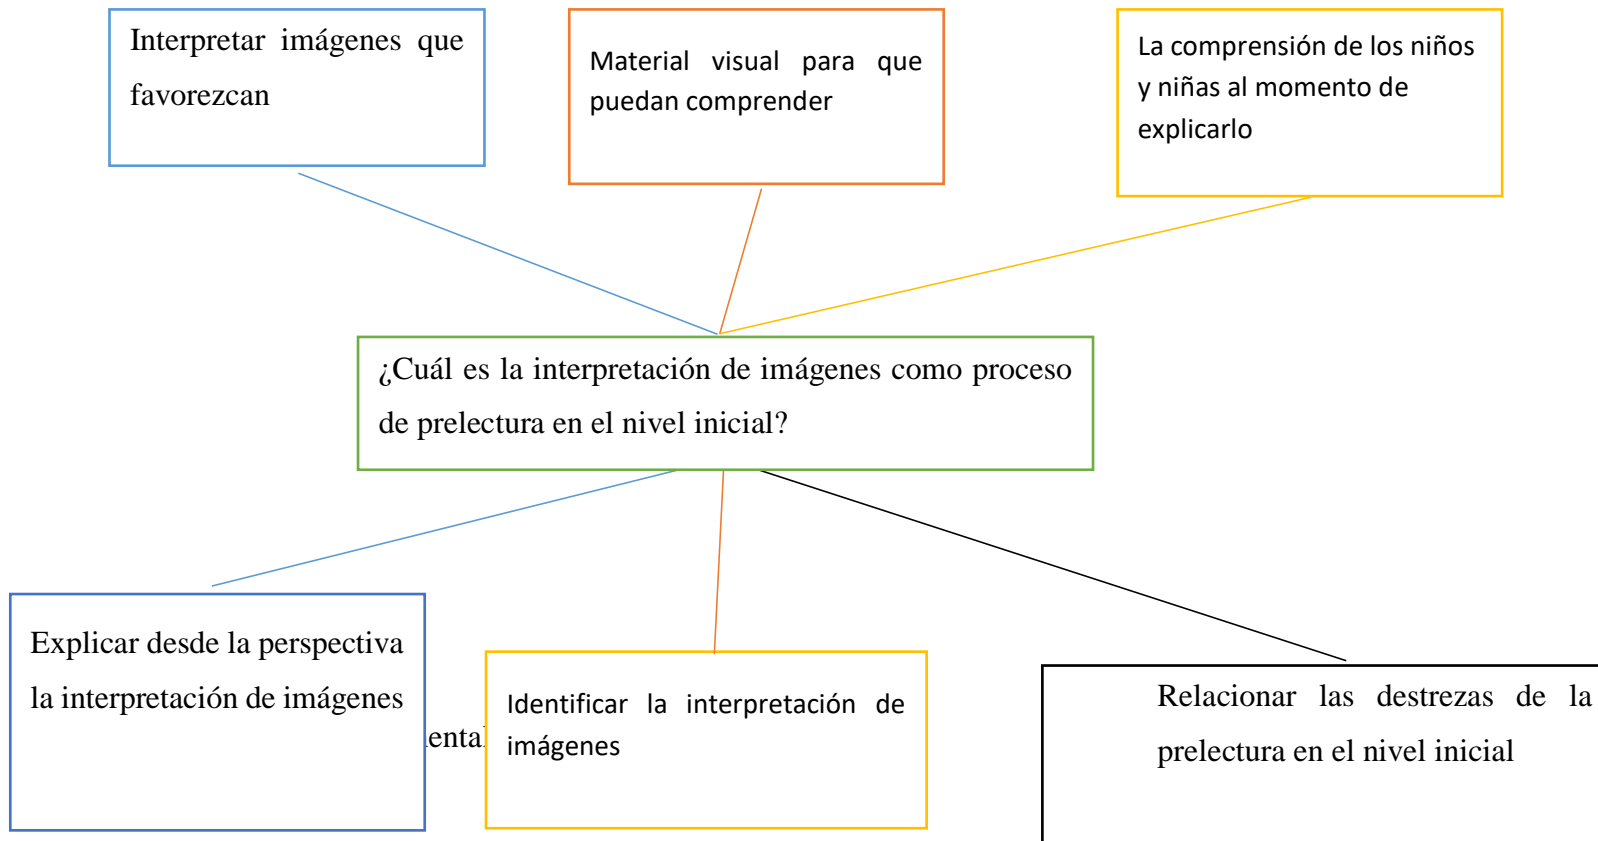 Interpretar imágenes que
favorezcan
Material visual para que
puedan comprender
La comprensión de los niños
y niñas al momento de
explicarlo
¿Cuál es la interpretación de imágenes como proceso
de prelectura en el nivel inicial?
Explicar desde la perspectiva
la interpretación de imágenes
Identificar la interpretación de
imágenes
Relacionar las destrezas de la
prelectura en el nivel inicial